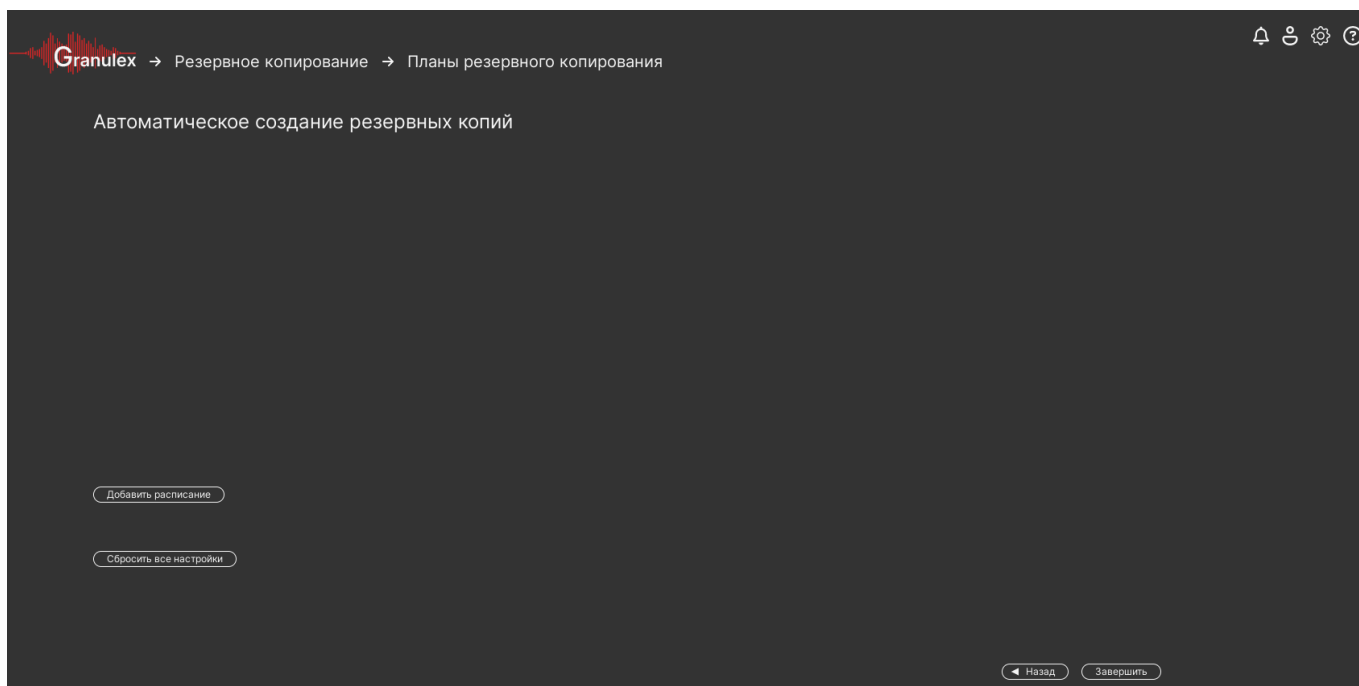 Granulex → Резервное копирование → Планы резервного копирования
Автоматическое создание резервных копий
Добавить расписание
Сбросить все настройки
◄ Назад Завершить